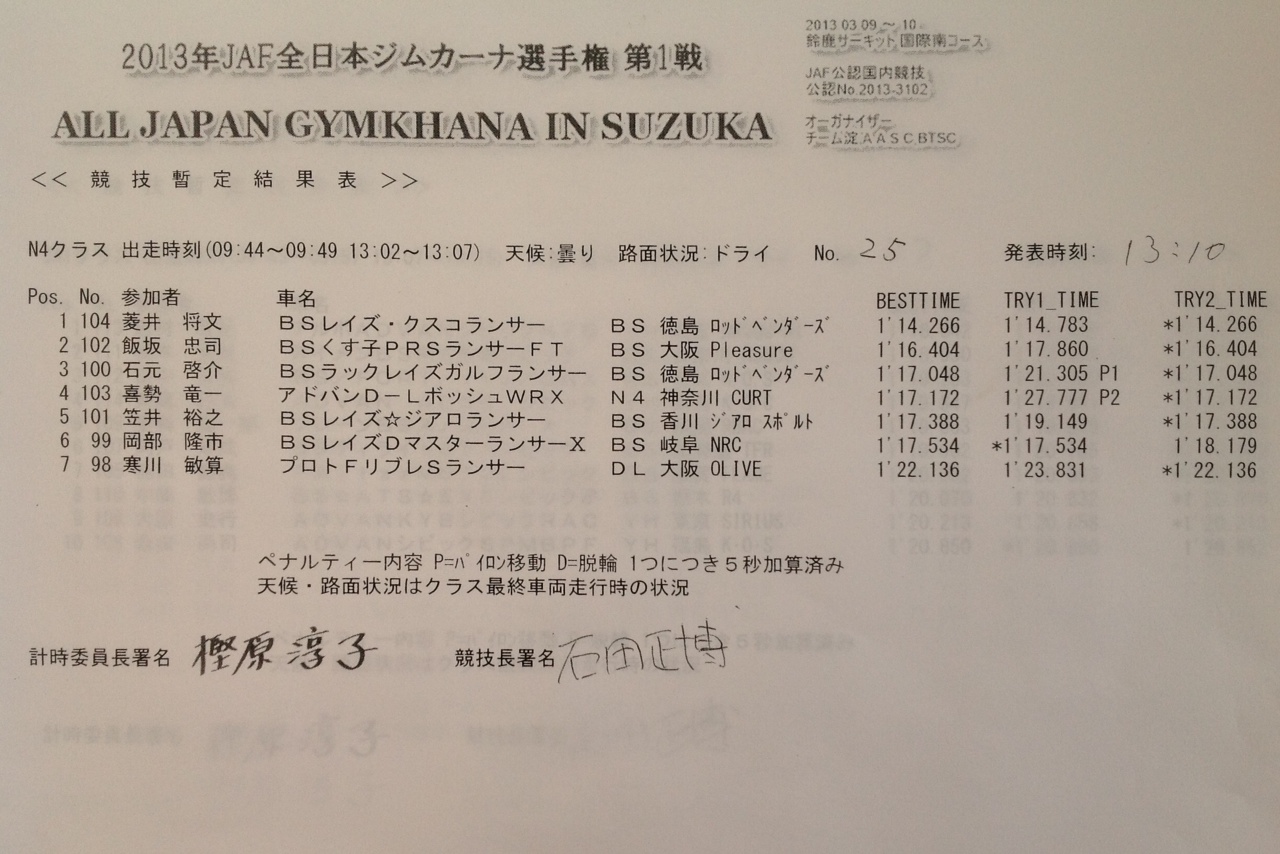 2013年JAF全日本ジムカーナ選手権 第1戦
ALL JAPAN GYMKHANA IN SUZUKA
2013 03 09 ～ 10
鈴鹿サーキット 国際南コース
JAF公認国内競技
公認No.2013-3102
オーガナイザー
チーム淀.A A S C.BTSC
<< 競 技 暫 定 結 果 表 >>
N4クラス 出走時刻(09:44～09:49 13:02～13:07) 天候:曇り 路面状況:ドライ No. 25 発表時刻: 13:10
Pos. No. 参加者 車名 BESTTIME TRY1_TIME TRY2_TIME
1 104 菱井 将文 ＢＳレイズ・クスコランサー ＢＳ 徳島 ﾛｯﾄﾞﾍﾞﾝﾀﾞｰｽﾞ 1'14.266 1'14.783 *1'14.266
2 102 飯坂 忠司 ＢＳくす子ＰＲＳランサーＦＴ ＢＳ 大阪 Pleasure 1'16.404 1'17.860 *1'16.404
3 100 石元 啓介 ＢＳラックレイズガルフランサー ＢＳ 徳島 ﾛｯﾄﾞﾍﾞﾝﾀﾞｰｽﾞ 1'17.048 1'21.305 P1 *1'17.048
4 103 喜勢 竜一 アドバンＤ－ＬボッシュＷＲＸ Ｎ４ 神奈川 CURT 1'17.172 1'27.777 P2 *1'17.172
5 101 笠井 裕之 ＢＳレイズ☆ジアロランサー ＢＳ 香川 ｼﾞｱﾛ ｽﾎﾟﾙﾄ 1'17.388 1'19.149 *1'17.388
6 99 岡部 隆市 ＢＳレイズＤマスターランサーＸ ＢＳ 岐阜 NRC 1'17.534 *1'17.534 1'18.179
7 98 寒川 敏算 プロトＦリブレＳランサー ＤＬ 大阪 OLIVE 1'22.136 1'23.831 *1'22.136
ペナルティー内容 P=ﾊﾟｲﾛﾝ移動 D=脱輪 1つにつき５秒加算済み
天候・路面状況はクラス最終車両走行時の状況
計時委員長署名 樫原淳子 競技長署名 石田正博